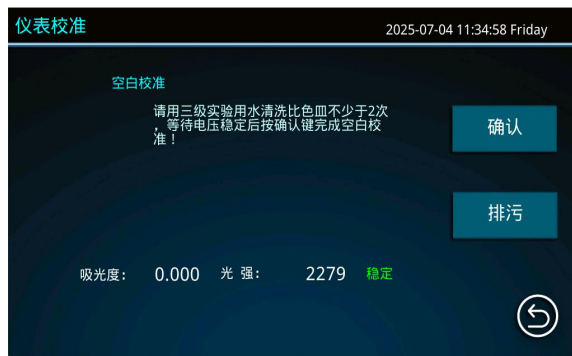 仪表校准
2025-07-04 11:34:58 Friday
空白校准
请用三级实验用水清洗比色皿不少于2次
，等待电压稳定后按确认键完成空白校
准！
确认
排污
吸光度: 0.000 光 强: 2279 稳定